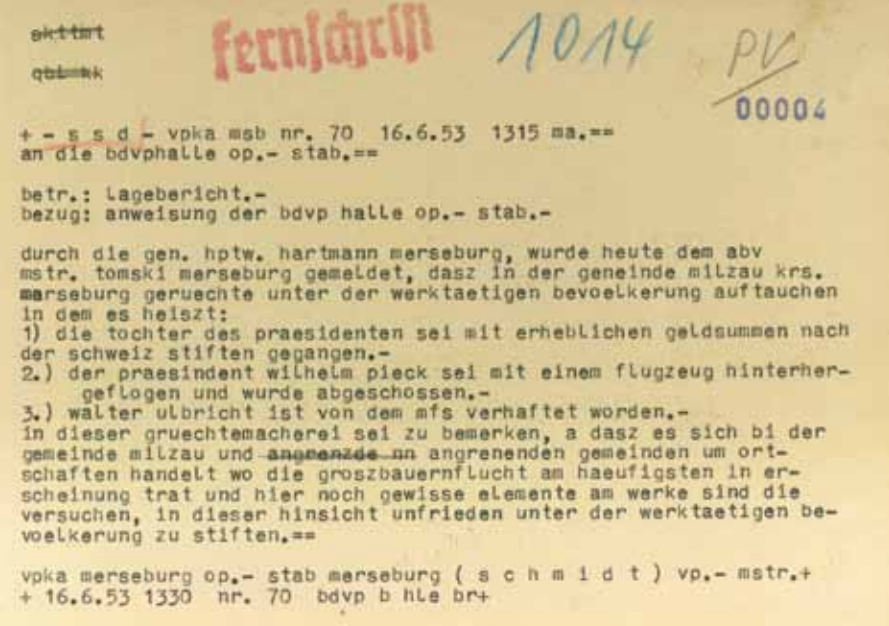 fernschrift 1014 PV
00004
+ - s s d - vpka msb nr. 70 16.6.53 1315 ma.==
an die bdvphalle op.- stab.==
betr.: lagebericht.-
bezug: anweisung der bdvp halle op.- stab.-
durch die gen. hptw. hartmann merseburg, wurde heute dem abv
mstr. tomski merseburg gemeldet, dasz in der geneinde milzau krs.
marseburg geruechte unter der werktaetigen bevoelkerung auftauchen
in dem es heiszt:
1) die tochter des praesidenten sei mit erheblichen geldsummen nach
der schweiz stiften gegangen.-
2.) der praesindent wilhelm pieck sei mit einem flugzeug hinterher-
geflogen und wurde abgeschossen.-
3.) walter ulbricht ist von dem mfs verhaftet worden.-
in dieser gruechtemacherei sei zu bemerken, a dasz es sich bi der
gemeinde milzau und angrenzde nn angrenenden gemeinden um ort-
schaften handelt wo die groszbauernflucht am haeufigsten in er-
scheinung trat und hier noch gewisse elemente am werke sind die
versuchen, in dieser hinsicht unfrieden unter der werktaetigen be-
voelkerung zu stiften.==
vpka merseburg op.- stab merseburg ( s c h m i d t ) vp.- mstr.+
+ 16.6.53 1330 nr. 70 bdvp b hle br+